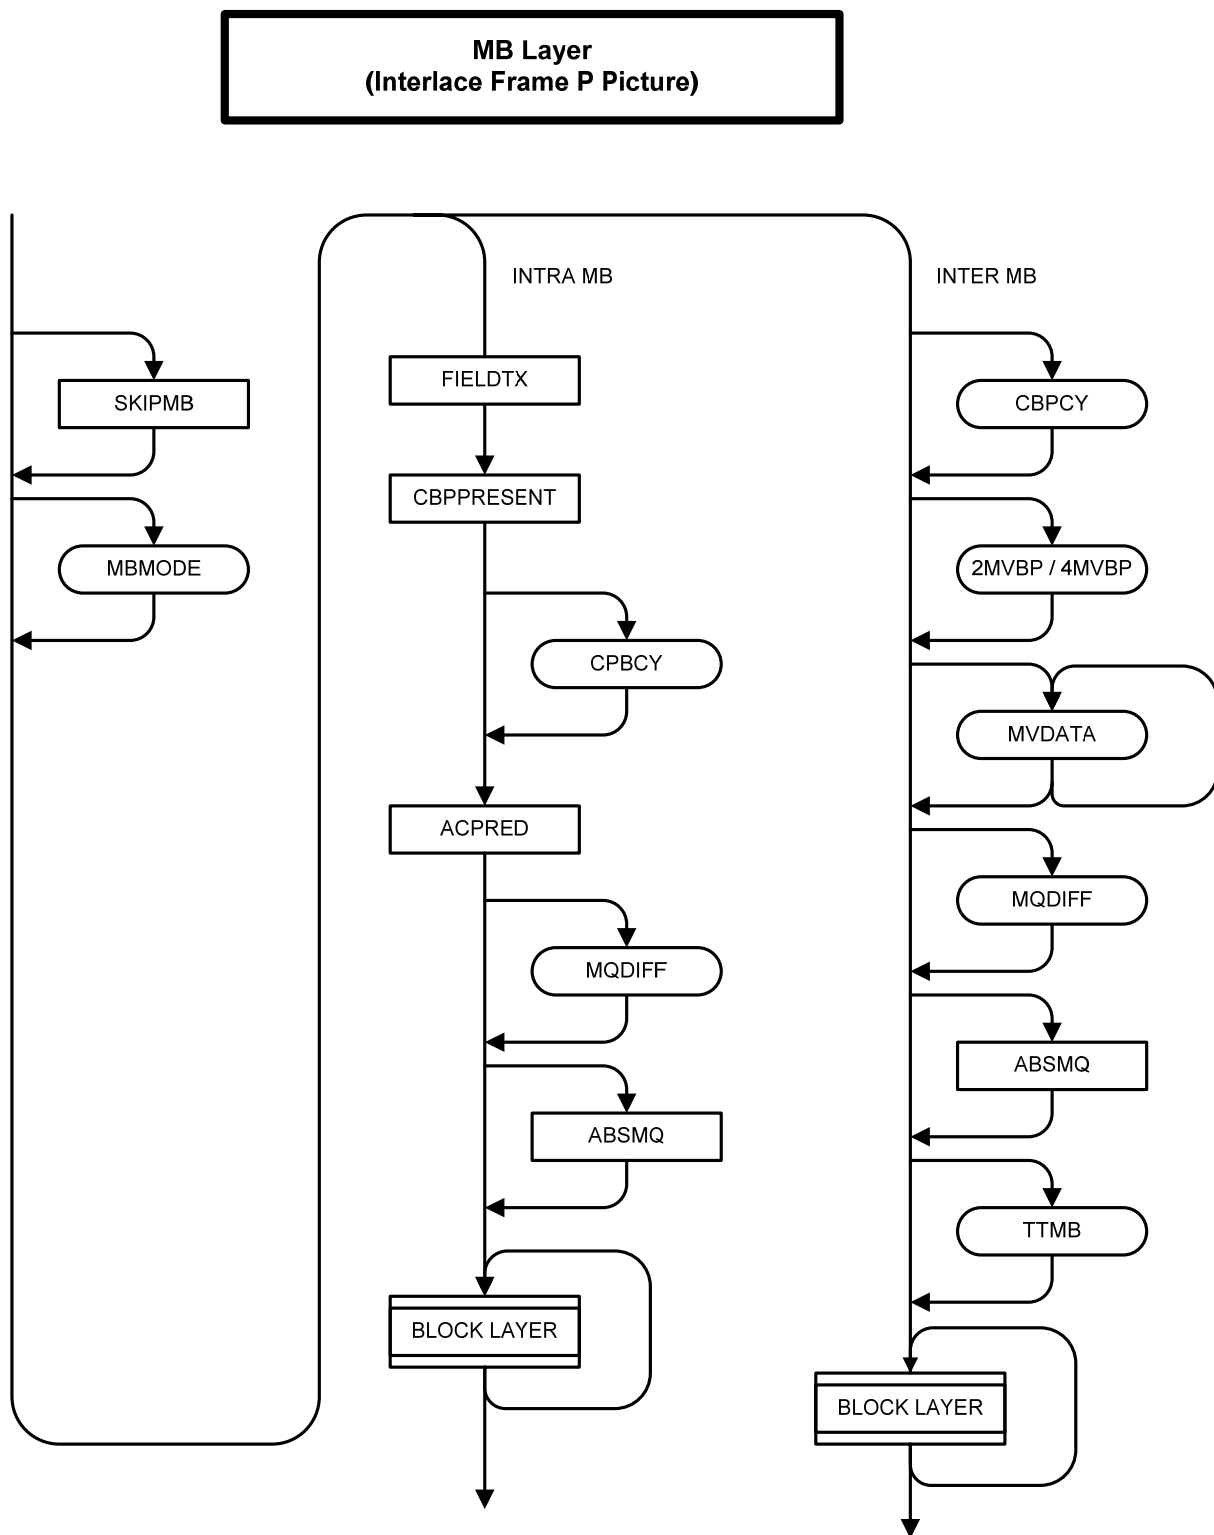 MB Layer
(Interlace Frame P Picture)
SKIPMB
MBMODE
INTRA MB
FIELDTX
CBPPRESENT
CPBCY
ACPRED
MQDIFF
ABSMQ
BLOCK LAYER
INTER MB
CBPCY
2MVBP / 4MVBP
MVDATA
MQDIFF
ABSMQ
TTMB
BLOCK LAYER